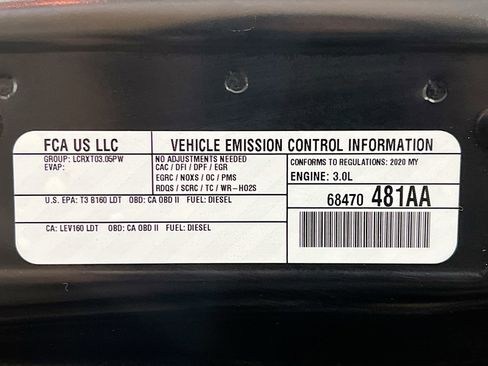 FCA US LLC
VEHICLE EMISSION CONTROL INFORMATION
GROUP: LCRXT03.05PW
EVAP:
NO ADJUSTMENTS NEEDED
CAC / DFI / DPF / EGR
EGRC / NOXS / OC / PMS
RDQS / SCRC / TC / WR-HO2S
CONFORMS TO REGULATIONS: 2020 MY
ENGINE: 3.0L
U.S. EPA: T3 B160 LDT OBD: CA OBD II FUEL: DIESEL
68470 481AA
CA: LEV160 LDT OBD: CA OBD II FUEL: DIESEL